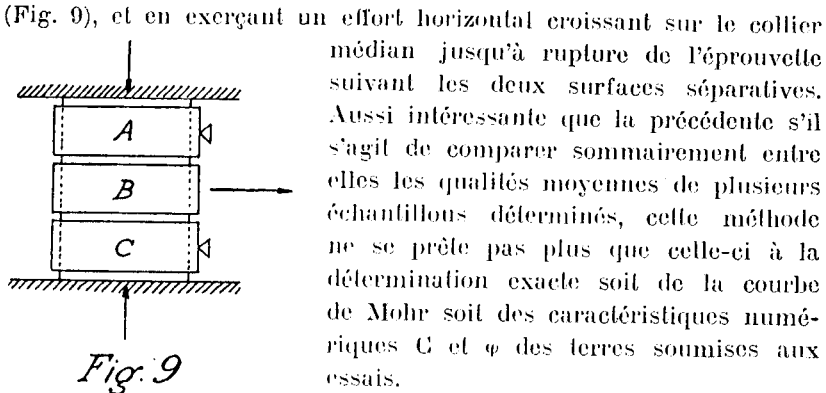 (Fig. 9), et en exerçant un effort horizontal croissant sur le collier
médian jusqu'à rupture de l'éprouvette
suivant les deux surfaces séparatives.
Aussi intéressante que la précédente s'il
s'agit de comparer sommairement entre
elles les qualités moyennes de plusieurs
échantillons déterminés, cette méthode
ne se prête pas plus que celle-ci à la
détermination exacte soit de la courbe
de Mohr soit des caractéristiques numé-
riques C et φ des terres soumises aux
essais.
A
B
C
Fig. 9